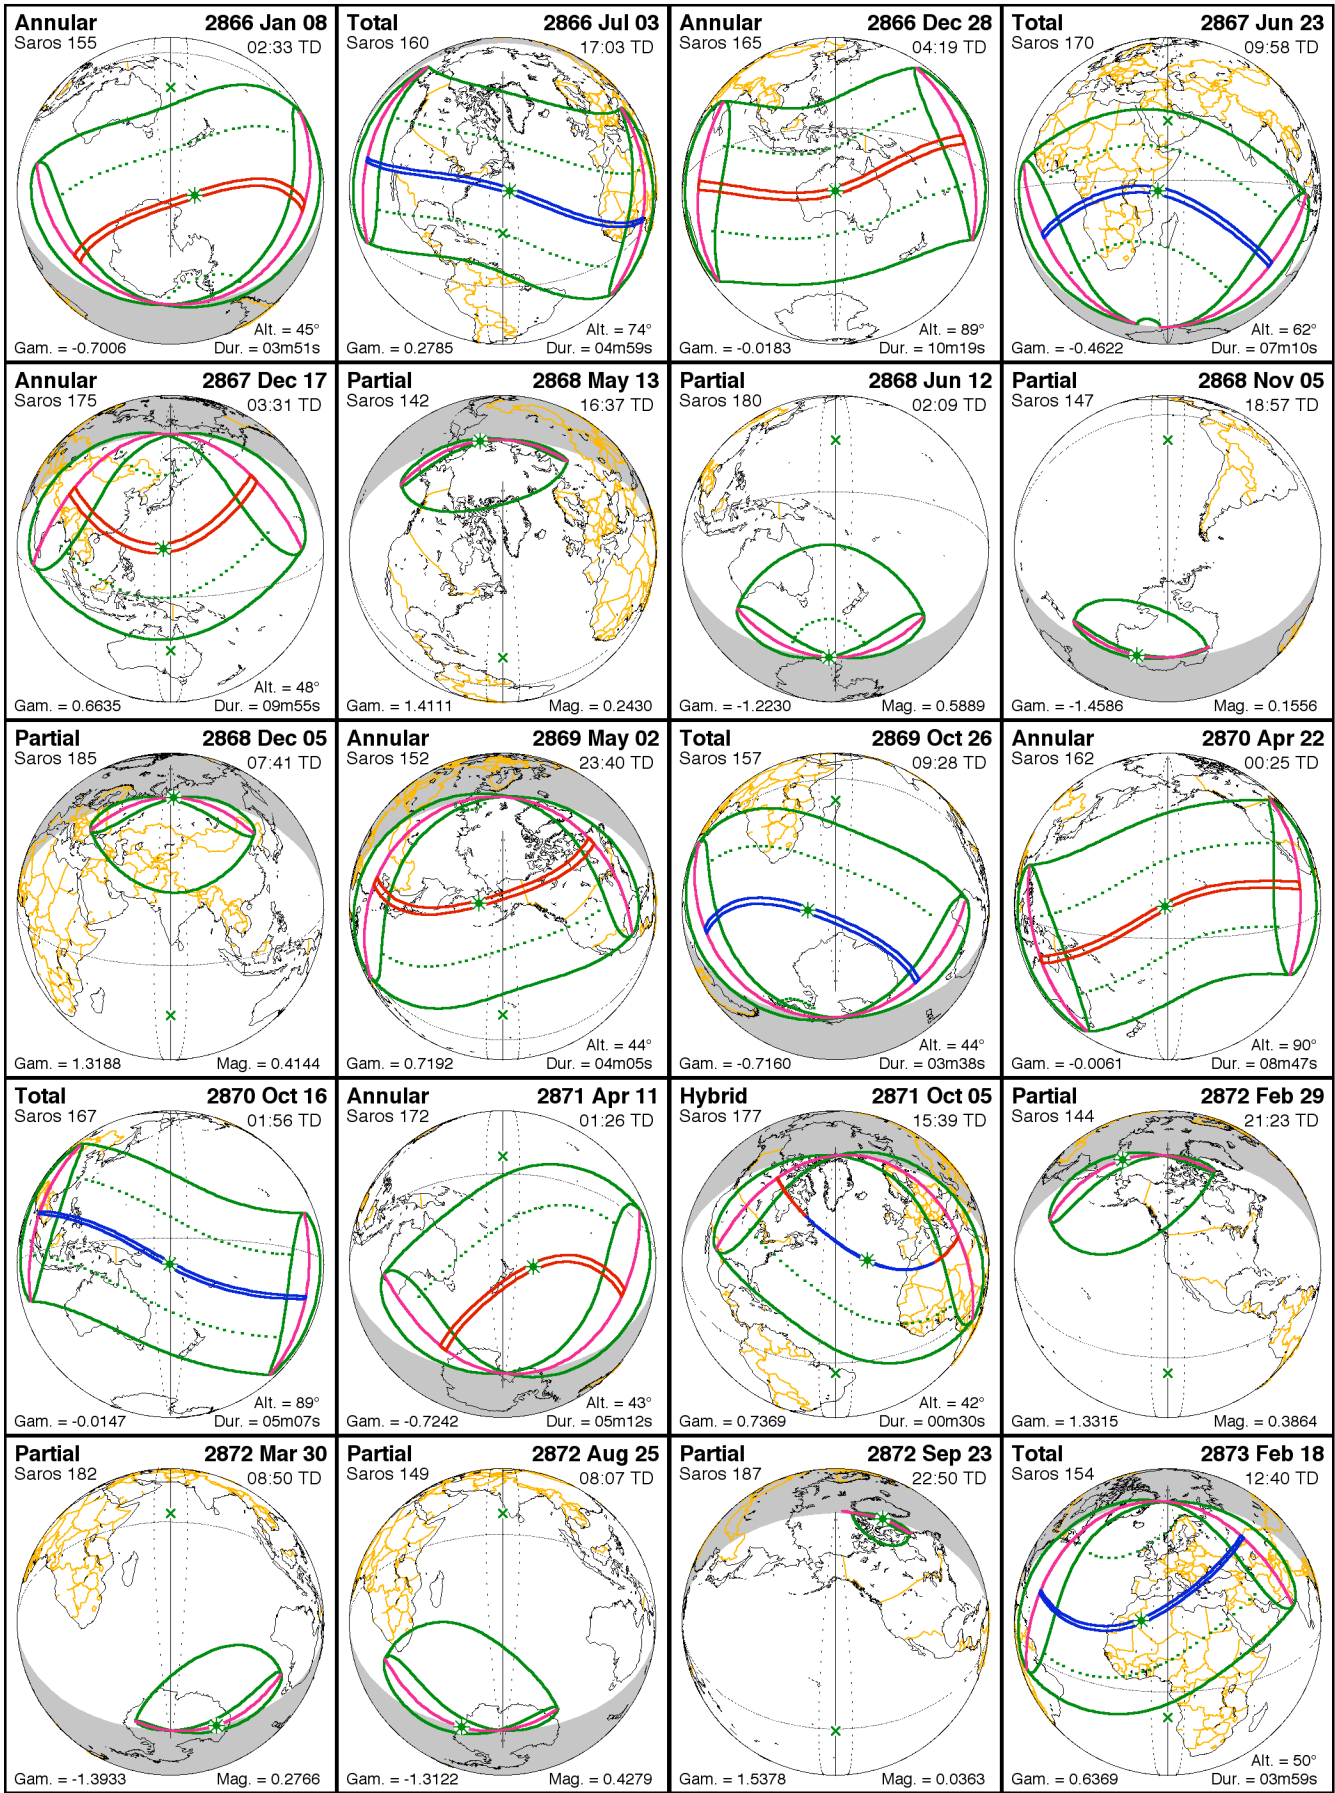 Annular 2866 Jan 08
Saros 155 02:33 TD
Alt. = 45°
Gam. = -0.7006 Dur. = 03m51s
Total 2866 Jul 03
Saros 160 17:03 TD
Alt. = 74°
Gam. = 0.2785 Dur. = 04m59s
Annular 2866 Dec 28
Saros 165 04:19 TD
Alt. = 89°
Gam. = -0.0183 Dur. = 10m19s
Total 2867 Jun 23
Saros 170 09:58 TD
Alt. = 62°
Gam. = -0.4622 Dur. = 07m10s
Annular 2867 Dec 17
Saros 175 03:31 TD
Alt. = 48°
Gam. = 0.6635 Dur. = 09m55s
Partial 2868 May 13
Saros 142 16:37 TD
Gam. = 1.4111 Mag. = 0.2430
Partial 2868 Jun 12
Saros 180 02:09 TD
Gam. = -1.2230 Mag. = 0.5889
Partial 2868 Nov 05
Saros 147 18:57 TD
Gam. = -1.4586 Mag. = 0.1556
Partial 2868 Dec 05
Saros 185 07:41 TD
Gam. = 1.3188 Mag. = 0.4144
Annular 2869 May 02
Saros 152 23:40 TD
Alt. = 44°
Gam. = 0.7192 Dur. = 04m05s
Total 2869 Oct 26
Saros 157 09:28 TD
Alt. = 44°
Gam. = -0.7160 Dur. = 03m38s
Annular 2870 Apr 22
Saros 162 00:25 TD
Alt. = 90°
Gam. = -0.0061 Dur. = 08m47s
Total 2870 Oct 16
Saros 167 01:56 TD
Alt. = 89°
Gam. = -0.0147 Dur. = 05m07s
Annular 2871 Apr 11
Saros 172 01:26 TD
Alt. = 43°
Gam. = -0.7242 Dur. = 05m12s
Hybrid 2871 Oct 05
Saros 177 15:39 TD
Alt. = 42°
Gam. = 0.7369 Dur. = 00m30s
Partial 2872 Feb 29
Saros 144 21:23 TD
Gam. = 1.3315 Mag. = 0.3864
Partial 2872 Mar 30
Saros 182 08:50 TD
Gam. = -1.3933 Mag. = 0.2766
Partial 2872 Aug 25
Saros 149 08:07 TD
Gam. = -1.3122 Mag. = 0.4279
Partial 2872 Sep 23
Saros 187 22:50 TD
Gam. = 1.5378 Mag. = 0.0363
Total 2873 Feb 18
Saros 154 12:40 TD
Alt. = 50°
Gam. = 0.6369 Dur. = 03m59s